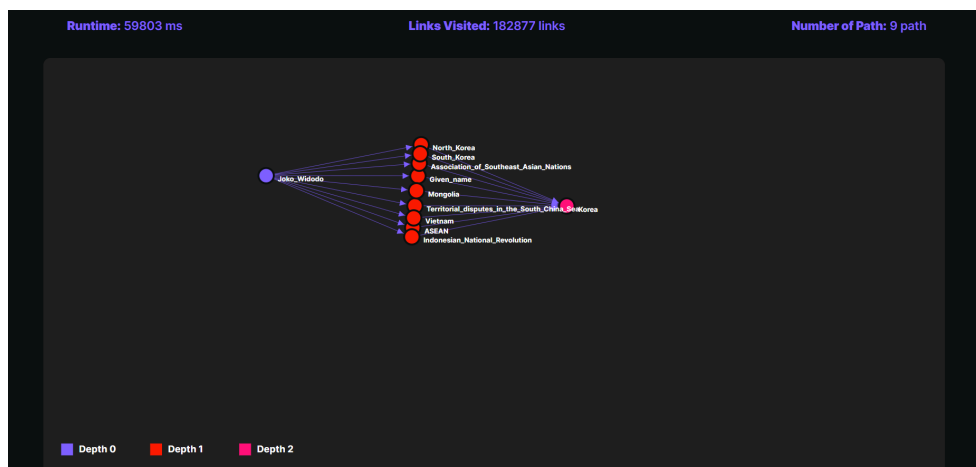 Runtime: 59803 ms
Links Visited: 182877 links
Number of Path: 9 path
North_Korea
South_Korea
Association_of_Southeast_Asian_Nations
Joko_Widodo
Given_name
Mongolia
Territorial_disputes_in_the_South_China_Sea
Korea
Vietnam
ASEAN
Indonesian_National_Revolution
Depth 0
Depth 1
Depth 2